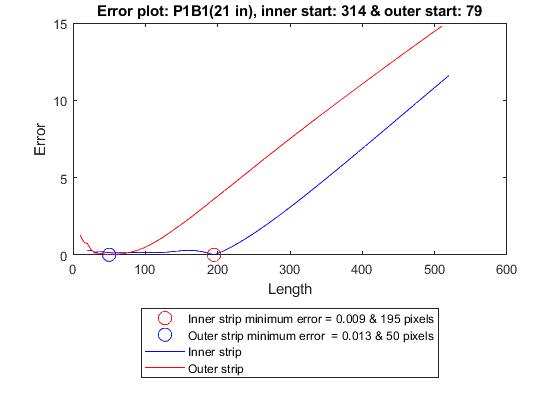 Error plot: P1B1(21 in), inner start: 314 & outer start: 79
15
10
5
0
Error
0 100 200 300 400 500 600
Length
Inner strip minimum error = 0.009 & 195 pixels
Outer strip minimum error = 0.013 & 50 pixels
Inner strip
Outer strip